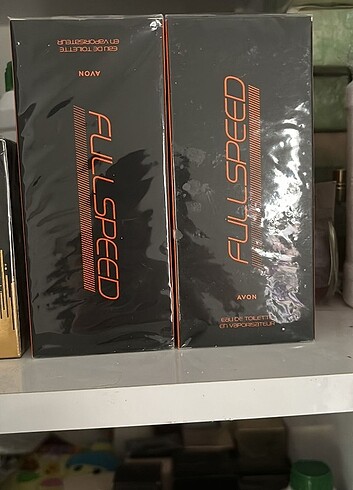 EAU DE TOILETTE
EN VAPORISATEUR
AVON
FULLSPEED
FULLSPEED
AVON
EAU DE TOILETTE
EN VAPORISATEUR